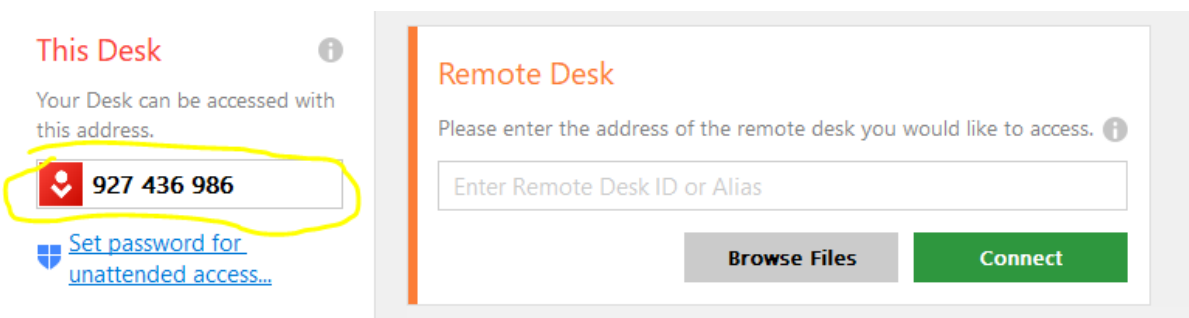 This Desk
Your Desk can be accessed with
this address.
927 436 986
Set password for
unattended access...
Remote Desk
Please enter the address of the remote desk you would like to access.
Enter Remote Desk ID or Alias
Browse Files
Connect